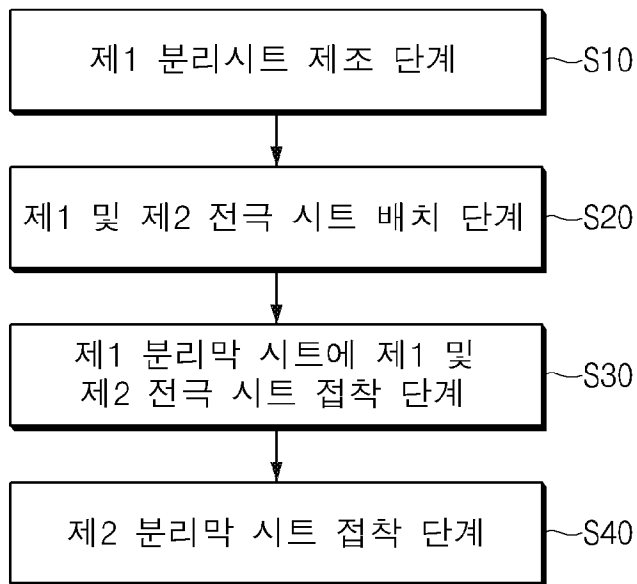 제1 분리시트 제조 단계
S10
제1 및 제2 전극 시트 배치 단계
S20
제1 분리막 시트에 제1 및
제2 전극 시트 접착 단계
S30
제2 분리막 시트 접착 단계
S40